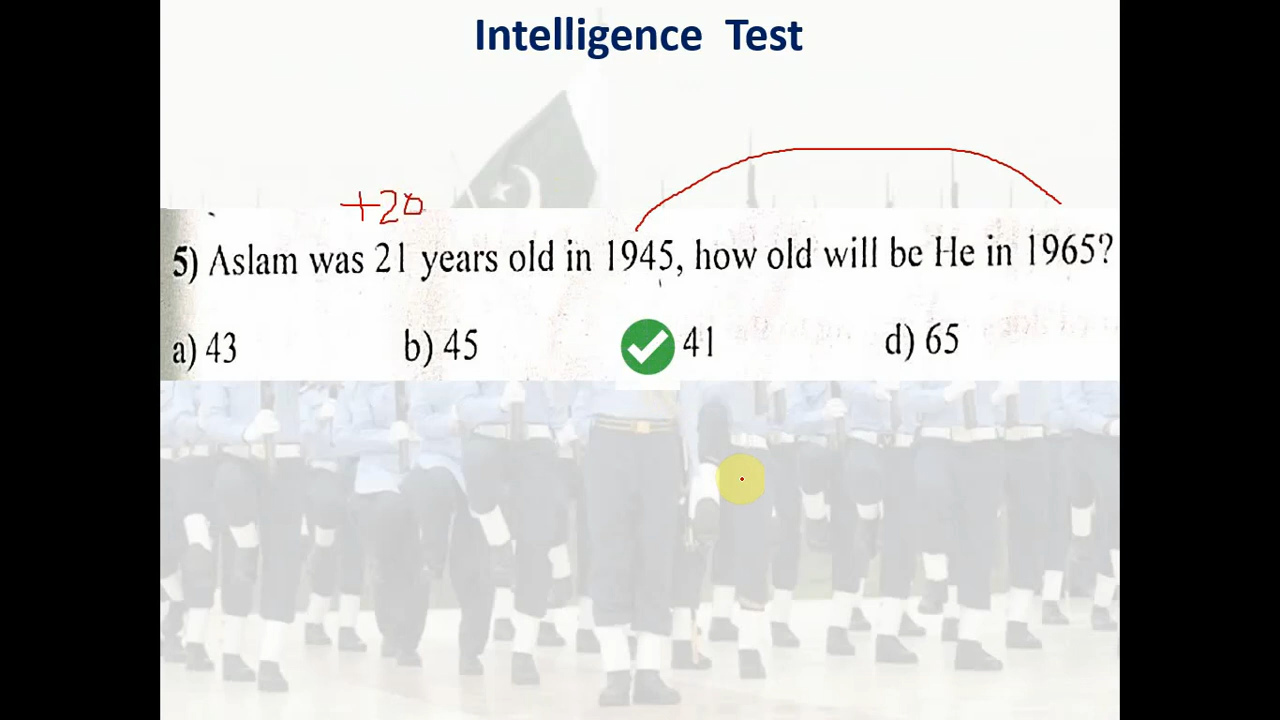 Intelligence Test
+20
5) Aslam was 21 years old in 1945, how old will be He in 1965?
a) 43 b) 45 41 d) 65